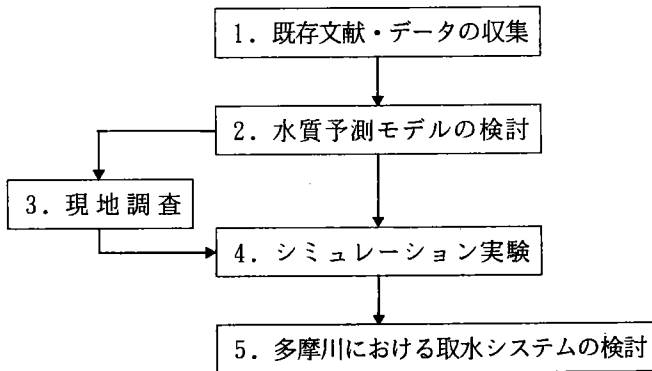 1. 既存文献・データの収集
2. 水質予測モデルの検討
3. 現地調査
4. シミュレーション実験
5. 多摩川における取水システムの検討